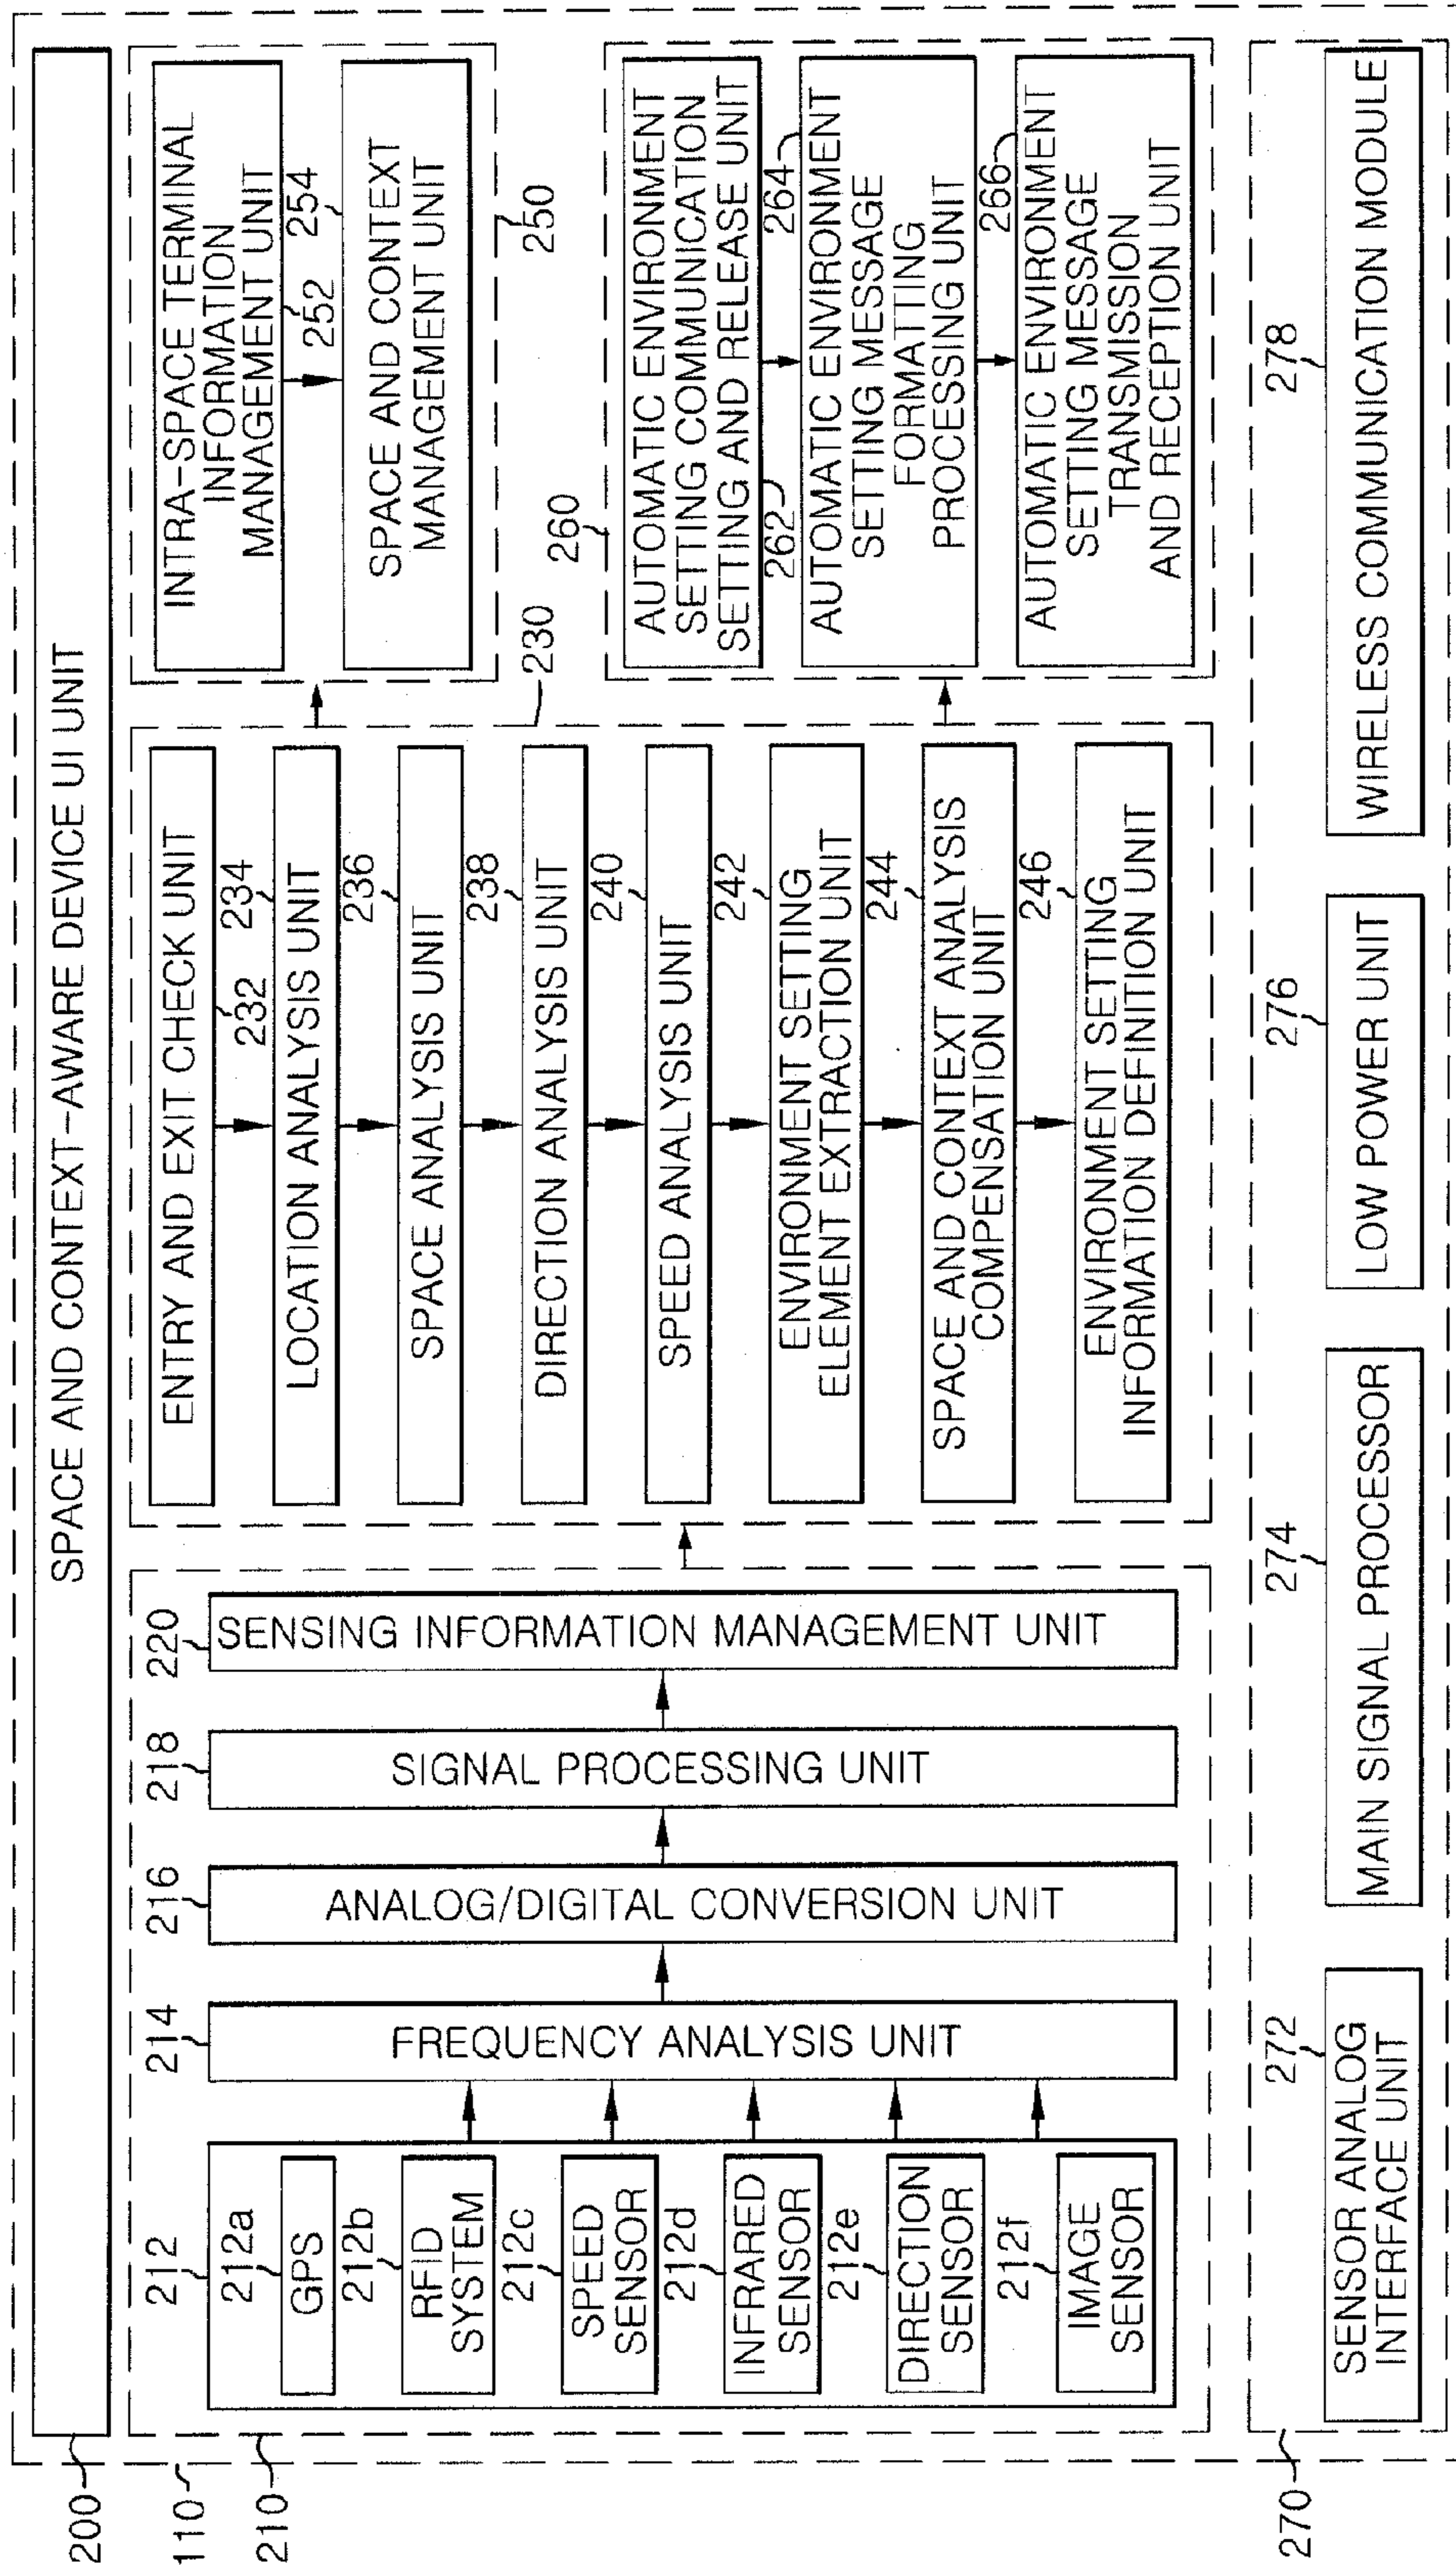 200
SPACE AND CONTEXT-AWARE DEVICE UI UNIT
110
210
212
212a
GPS
212b
RFID
SYSTEM
212c
SPEED
SENSOR
212d
INFRARED
SENSOR
212e
DIRECTION
SENSOR
212f
IMAGE
SENSOR
214
FREQUENCY ANALYSIS UNIT
216
ANALOG/DIGITAL CONVERSION UNIT
218
SIGNAL PROCESSING UNIT
220
SENSING INFORMATION MANAGEMENT UNIT
230
ENTRY AND EXIT CHECK UNIT
232
234
LOCATION ANALYSIS UNIT
236
SPACE ANALYSIS UNIT
238
DIRECTION ANALYSIS UNIT
240
SPEED ANALYSIS UNIT
242
ENVIRONMENT SETTING
ELEMENT EXTRACTION UNIT
244
SPACE AND CONTEXT ANALYSIS
COMPENSATION UNIT
246
ENVIRONMENT SETTING
INFORMATION DEFINITION UNIT
INTRA-SPACE TERMINAL
INFORMATION
MANAGEMENT UNIT
252
254
SPACE AND CONTEXT
MANAGEMENT UNIT
250
260
AUTOMATIC ENVIRONMENT
SETTING COMMUNICATION
SETTING AND RELEASE UNIT
262
264
AUTOMATIC ENVIRONMENT
SETTING MESSAGE
FORMATING
PROCESSING UNIT
266
AUTOMATIC ENVIRONMENT
SETTING MESSAGE
TRANSMISSION
AND RECEPTION UNIT
270
272
SENSOR ANALOG
INTERFACE UNIT
274
MAIN SIGNAL PROCESSOR
276
LOW POWER UNIT
278
WIRELESS COMMUNICATION MODULE